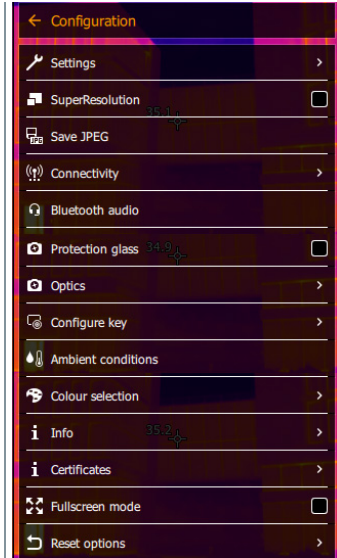 Configuration
Settings
SuperResolution
35.1
JPG
Save JPEG
Connectivity
Bluetooth audio
Protection glass
34.9
Optics
Configure key
Ambient conditions
Colour selection
Info
35.2
Certificates
Fullscreen mode
Reset options